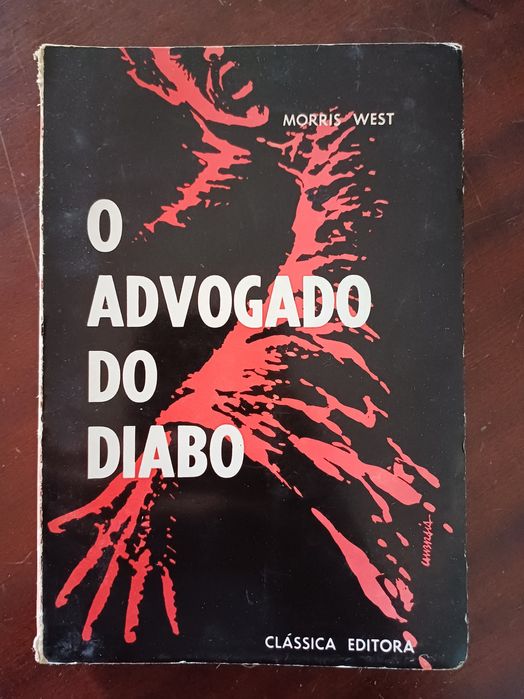 MORRIS WEST
O
ADVOGADO
DO
DIABO
CLÁSSICA EDITORA